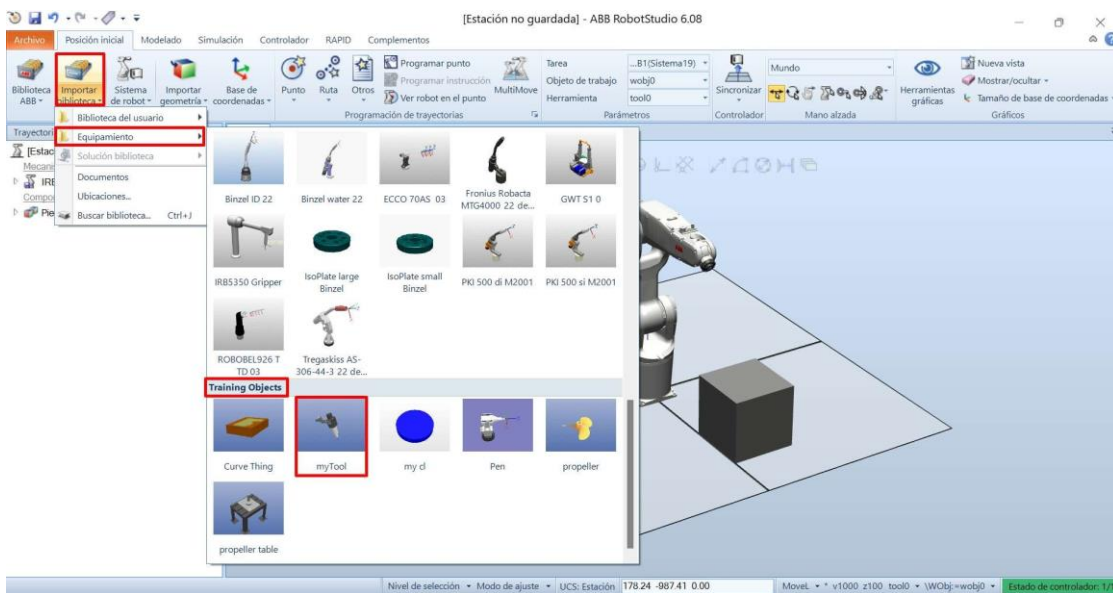 [Estación no guardada] - ABB RobotStudio 6.08
Archivo Posición inicial Modelado Simulación Controlador RAPID Complementos
Biblioteca ABB
Importar biblioteca
Sistema de robot
Importar geometría
Base de coordenadas
Punto
Ruta
Otros
Programar punto
Programar instrucción
Ver robot en el punto
MultiMove
Programación de trayectorias
Tarea ...B1(Sistema19)
Objeto de trabajo wobj0
Herramienta tool0
Parámetros
Sincronizar
Controlador
Mundo
Mano alzada
Herramientas gráficas
Nueva vista
Mostrar/ocultar
Tamaño de base de coordenadas
Gráficos
Trayectori
[Estac
Mecani
IRB
Compo
Pie
Biblioteca del usuario
Equipamiento
Solución biblioteca
Documentos
Ubicaciones...
Buscar biblioteca... Ctrl+J
Binzel ID 22
Binzel water 22
ECCO 70AS 03
Fronius Robacta MTG4000 22 de...
GWT S1 0
IRB5350 Gripper
IsoPlate large Binzel
IsoPlate small Binzel
PKI 500 di M2001
PKI 500 si M2001
ROBOBEL926 T TD 03
Tregaskiss AS-306-44-3 22 de...
Training Objects
Curve Thing
myTool
my cl
Pen
propeller
propeller table
Nivel de selección Modo de ajuste UCS: Estación 178.24 -987.41 0.00 MoveL * v1000 z100 tool0 \WObj:=wobj0 Estado de controlador: 1/1